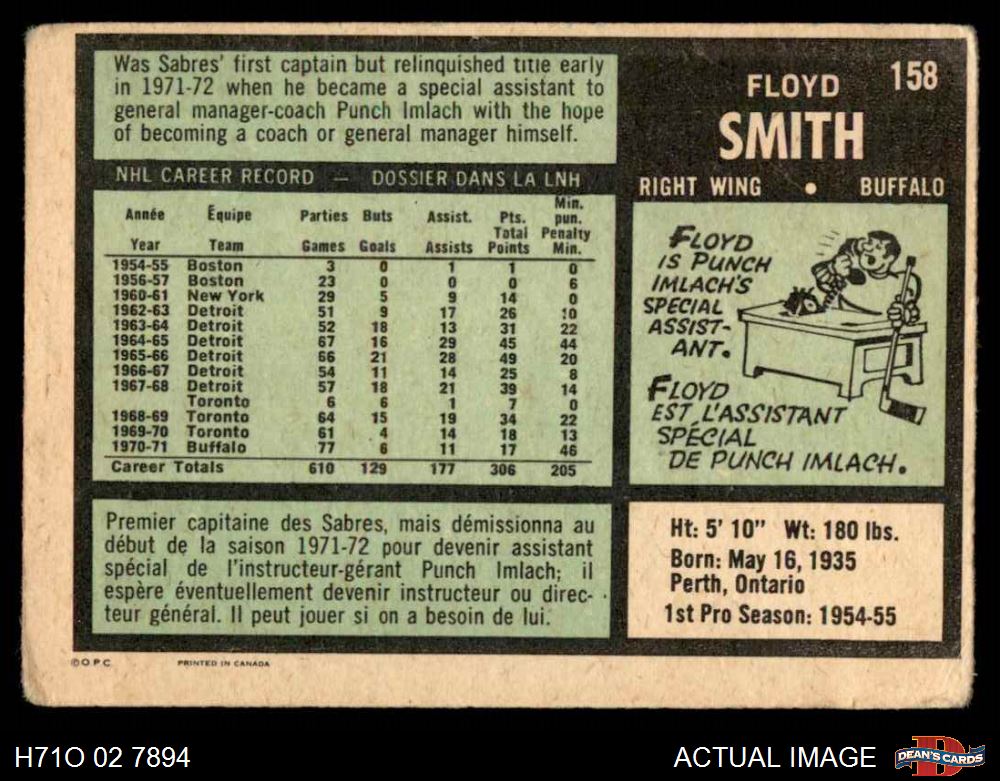 Was Sabres' first captain but relinquished title early
in 1971-72 when he became a special assistant to
general manager-coach Punch Imlach with the hope
of becoming a coach or general manager himself.
158
FLOYD
SMITH
RIGHT WING • BUFFALO
NHL CAREER RECORD — DOSSIER DANS LA LNH
Année Équipe Parties Buts Assist. Pts. Total Min. pun.
Year Team Games Goals Assists Points Penalty Min.
1954-55 Boston 3 0 1 1 0
1956-57 Boston 23 0 0 0 6
1960-61 New York 29 5 9 14 0
1962-63 Detroit 51 9 17 26 10
1963-64 Detroit 52 18 13 31 22
1964-65 Detroit 67 16 29 45 44
1965-66 Detroit 66 21 28 49 20
1966-67 Detroit 54 11 14 25 8
1967-68 Detroit 57 18 21 39 14
Toronto 6 6 1 7 0
1968-69 Toronto 64 15 19 34 22
1969-70 Toronto 61 4 14 18 13
1970-71 Buffalo 77 6 11 17 46
Career Totals 610 129 177 306 205
FLOYD
IS PUNCH
IMLACH'S
SPECIAL
ASSIST-
ANT.
FLOYD
EST L'ASSISTANT
SPÉCIAL
DE PUNCH IMLACH.
Premier capitaine des Sabres, mais démissionna au
début de la saison 1971-72 pour devenir assistant
spécial de l'instructeur-gérant Punch Imlach; il
espère éventuellement devenir instructeur ou direc-
teur général. Il peut jouer si on a besoin de lui.
Ht: 5' 10" Wt: 180 lbs.
Born: May 16, 1935
Perth, Ontario
1st Pro Season: 1954-55
©O.P.C. PRINTED IN CANADA
H71O 02 7894
ACTUAL IMAGE
DEAN'S CARDS